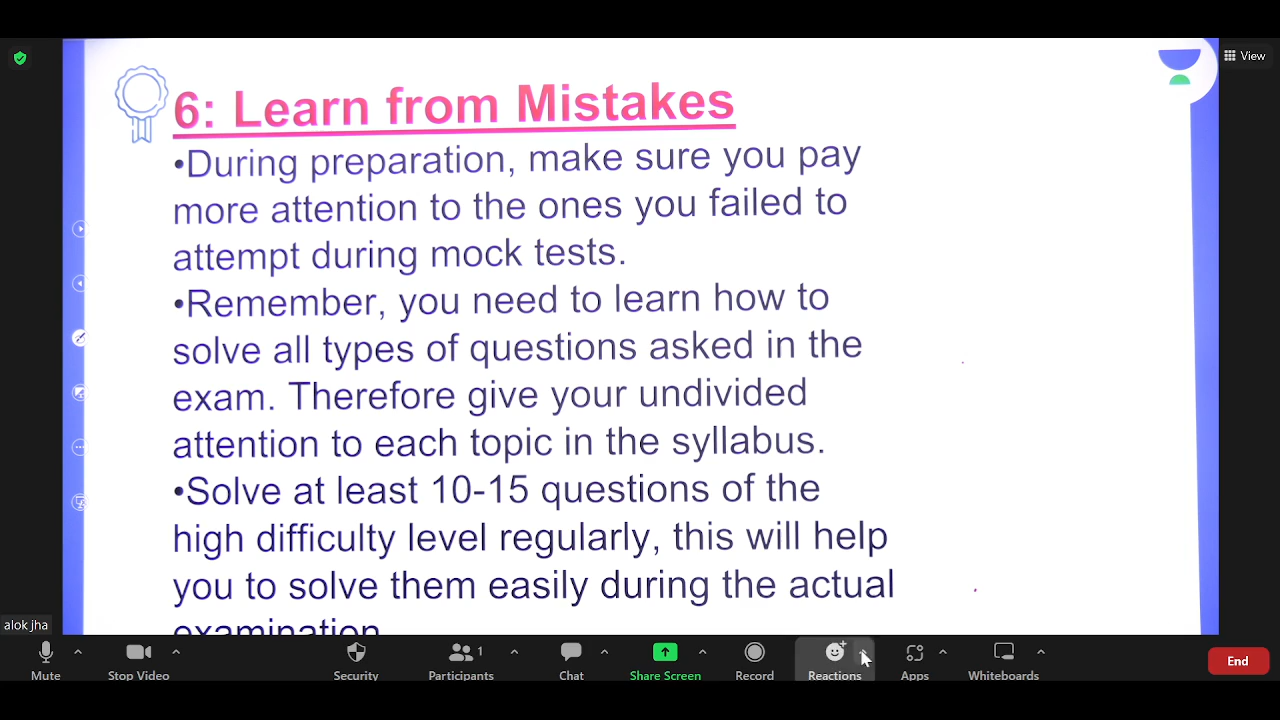 View
6: Learn from Mistakes
•During preparation, make sure you pay
more attention to the ones you failed to
attempt during mock tests.
•Remember, you need to learn how to
solve all types of questions asked in the
exam. Therefore give your undivided
attention to each topic in the syllabus.
•Solve at least 10-15 questions of the
high difficulty level regularly, this will help
you to solve them easily during the actual
examination
alok jha
1
Mute Stop Video Security Participants Chat Share Screen Record Reactions Apps Whiteboards End